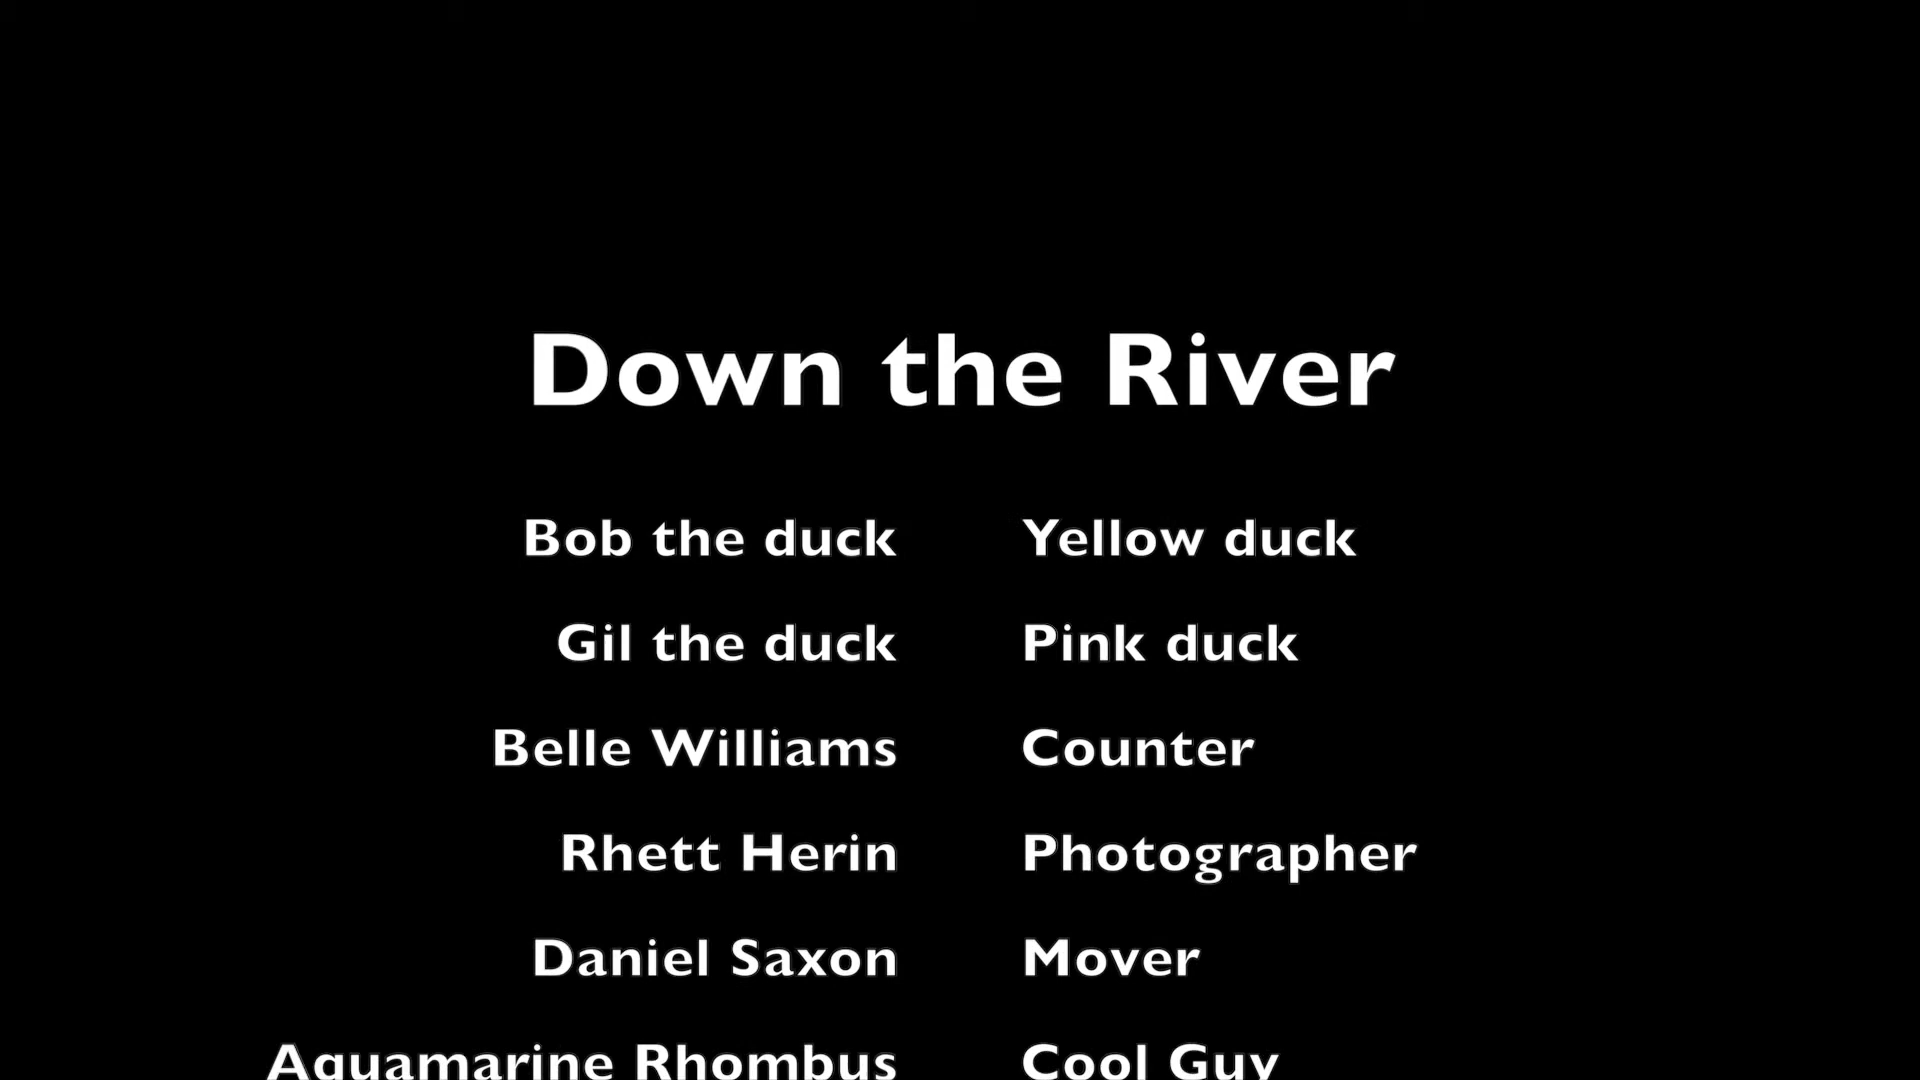 Down the River
Bob the duck Yellow duck
Gil the duck Pink duck
Belle Williams Counter
Rhett Herin Photographer
Daniel Saxon Mover
Aquamarine Rhombus Cool Guy